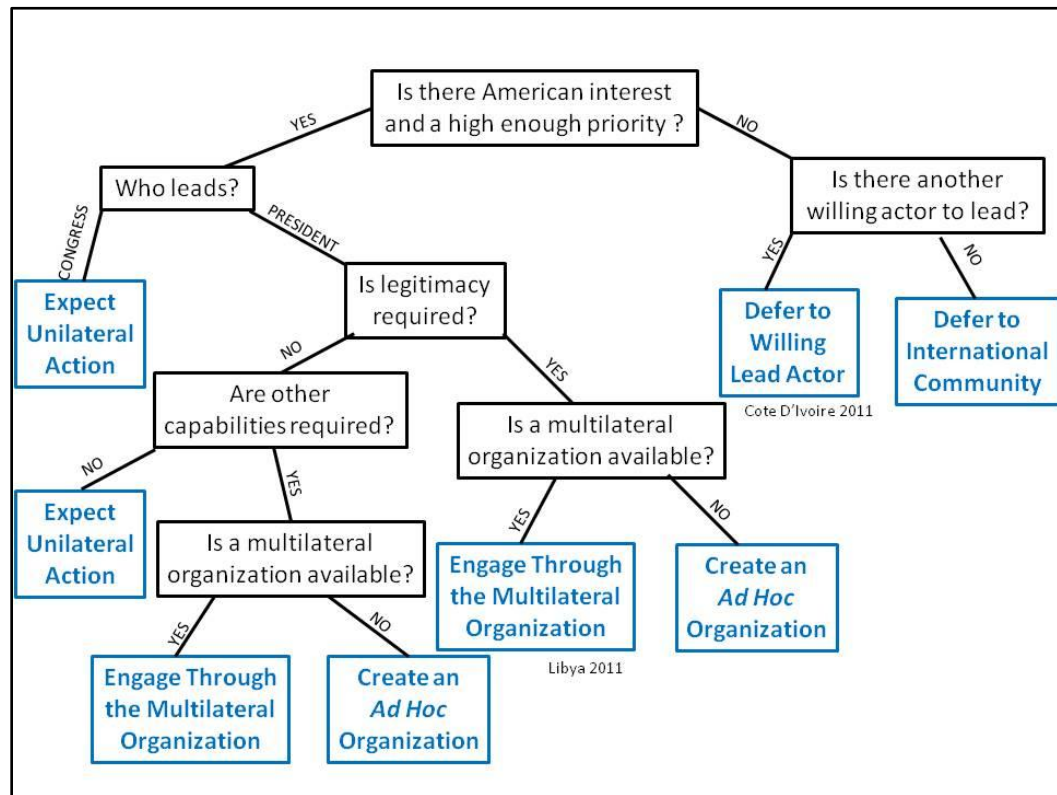 Is there American interest
and a high enough priority ?
YES
NO
Who leads?
Is there another
willing actor to lead?
CONGRESS
PRESIDENT
YES
NO
Expect
Unilateral
Action
Is legitimacy
required?
Defer to
Willing
Lead Actor
Cote D'Ivoire 2011
Defer to
International
Community
NO
YES
Are other
capabilities required?
Is a multilateral
organization available?
NO
YES
YES
NO
Expect
Unilateral
Action
Is a multilateral
organization available?
Engage Through
the Multilateral
Organization
Libya 2011
Create an
Ad Hoc
Organization
YES
NO
Engage Through
the Multilateral
Organization
Create an
Ad Hoc
Organization